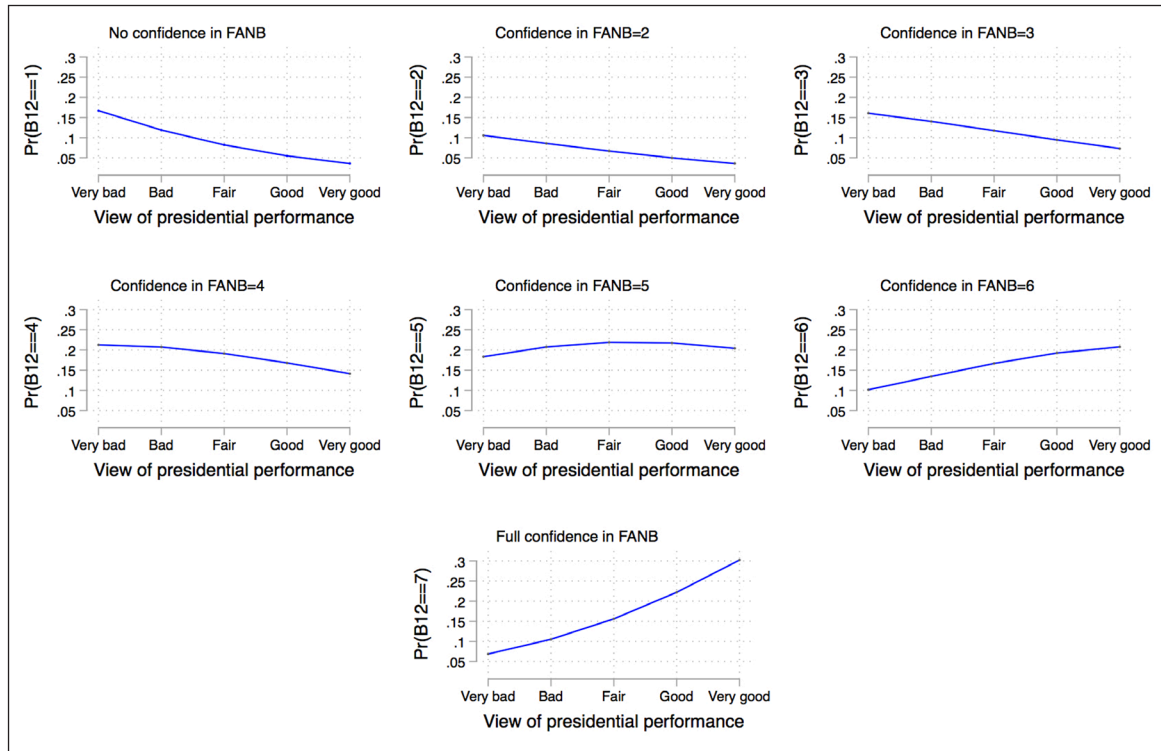 No confidence in FANB
Pr(B12==1)
.3
.25
.2
.15
.1
.05
Very bad Bad Fair Good Very good
View of presidential performance
Confidence in FANB=2
Pr(B12==2)
.3
.25
.2
.15
.1
.05
Very bad Bad Fair Good Very good
View of presidential performance
Confidence in FANB=3
Pr(B12==3)
.3
.25
.2
.15
.1
.05
Very bad Bad Fair Good Very good
View of presidential performance
Confidence in FANB=4
Pr(B12==4)
.3
.25
.2
.15
.1
.05
Very bad Bad Fair Good Very good
View of presidential performance
Confidence in FANB=5
Pr(B12==5)
.3
.25
.2
.15
.1
.05
Very bad Bad Fair Good Very good
View of presidential performance
Confidence in FANB=6
Pr(B12==6)
.3
.25
.2
.15
.1
.05
Very bad Bad Fair Good Very good
View of presidential performance
Full confidence in FANB
Pr(B12==7)
.3
.25
.2
.15
.1
.05
Very bad Bad Fair Good Very good
View of presidential performance